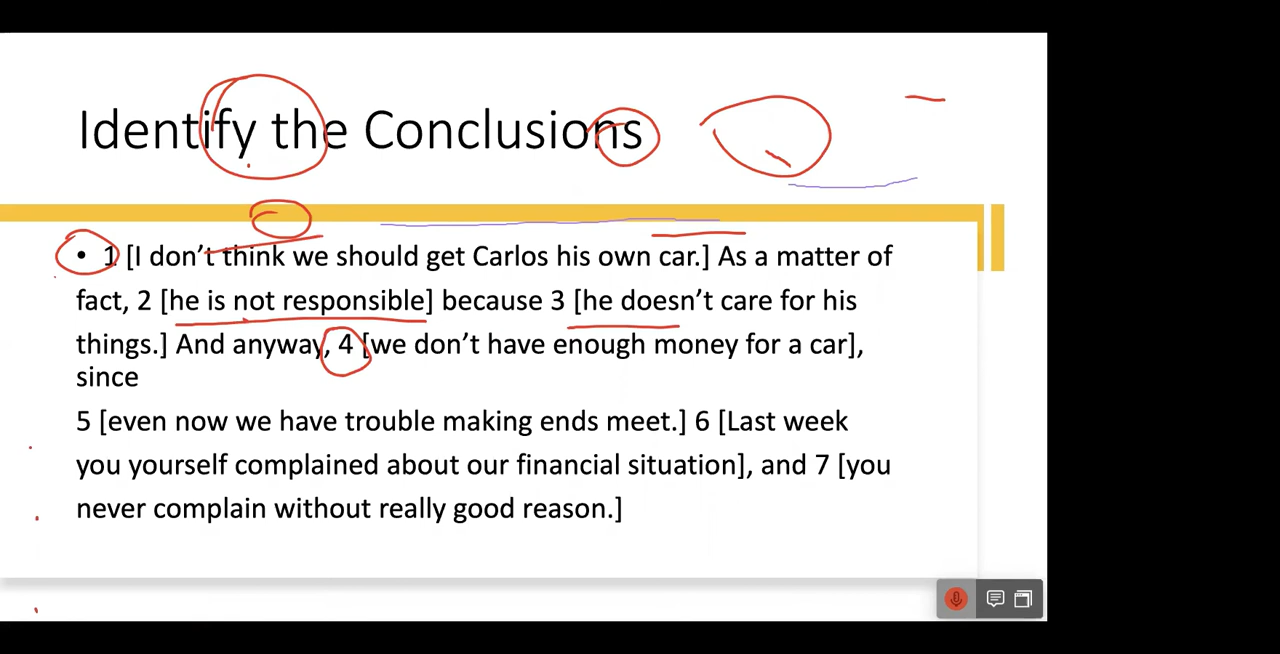 Identify the Conclusions
• 1 [I don’t think we should get Carlos his own car.] As a matter of
fact, 2 [he is not responsible] because 3 [he doesn’t care for his
things.] And anyway, 4 [we don’t have enough money for a car],
since
5 [even now we have trouble making ends meet.] 6 [Last week
you yourself complained about our financial situation], and 7 [you
never complain without really good reason.]